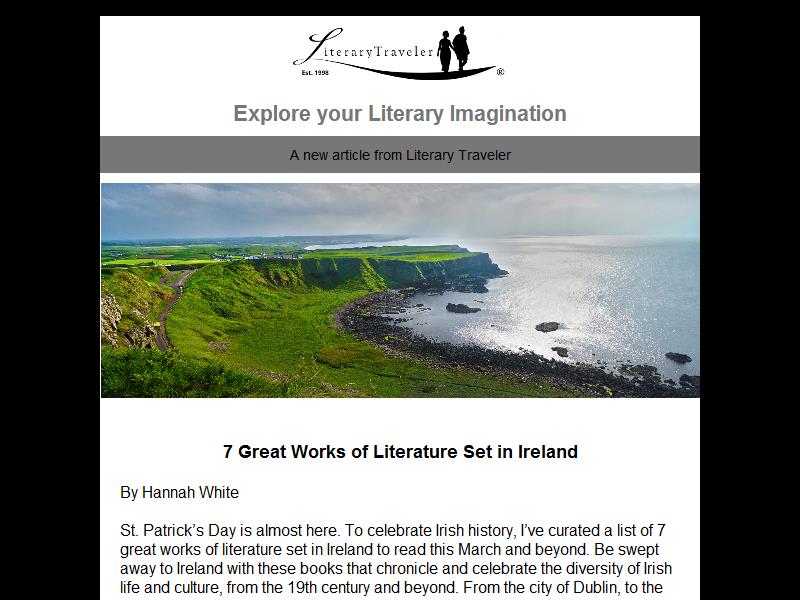 LiteraryTraveler
Est. 1998 ®
Explore your Literary Imagination
A new article from Literary Traveler
7 Great Works of Literature Set in Ireland
By Hannah White
St. Patrick’s Day is almost here. To celebrate Irish history, I’ve curated a list of 7
great works of literature set in Ireland to read this March and beyond. Be swept
away to Ireland with these books that chronicle and celebrate the diversity of Irish
life and culture, from the 19th century and beyond. From the city of Dublin, to the